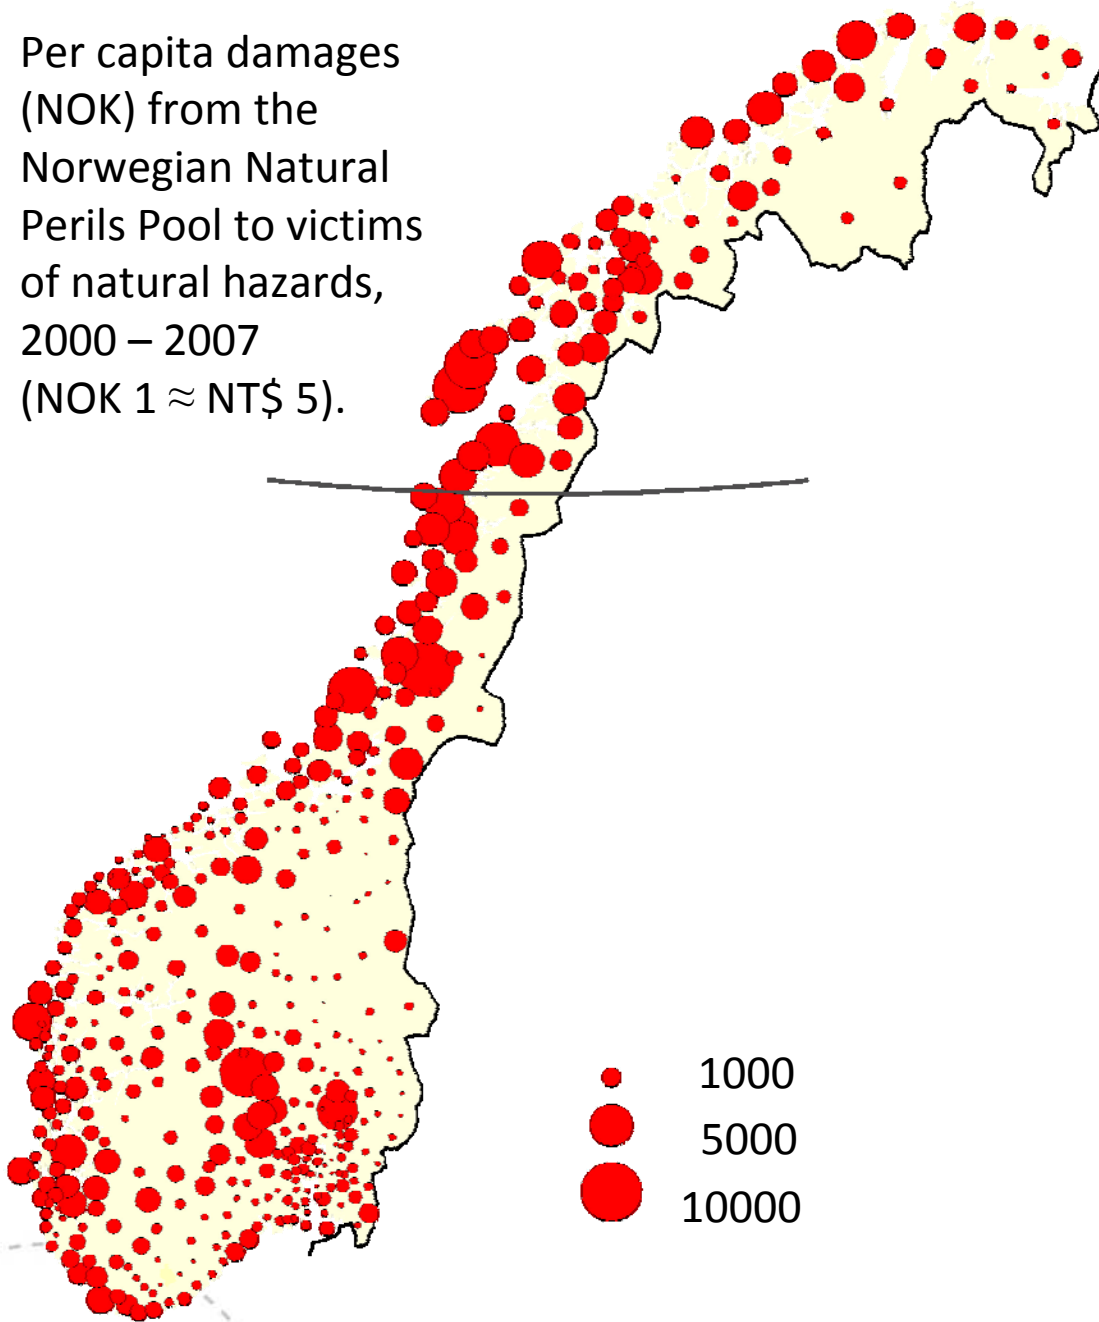 Per capita damages
(NOK) from the
Norwegian Natural
Perils Pool to victims
of natural hazards,
2000 – 2007
(NOK 1 ≈ NT$ 5).
1000
5000
10000